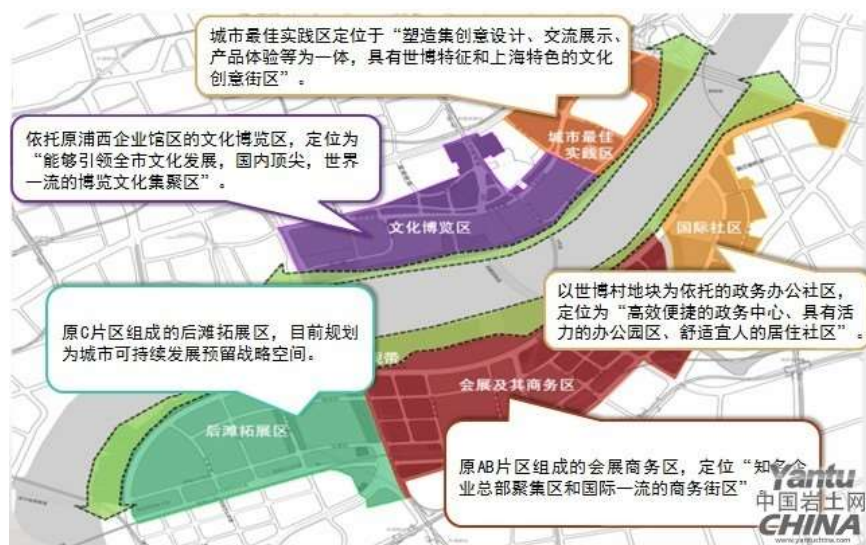 城市最佳实践区定位于“塑造集创意设计、交流展示、
产品体验等为一体，具有世博特征和上海特色的文化
创意街区”。
依托原浦西企业馆区的文化博览区，定位为
“能够引领全市文化发展，国内顶尖，世界
一流的博览文化集聚区”。
城市最佳
实践区
文化博览区
国际社区
以世博村地块为依托的政务办公社区，
定位为“高效便捷的政务中心、具有活
力的办公园区、舒适宜人的居住社区”。
原C片区组成的后滩拓展区，目前规划
为城市可持续发展预留战略空间。
会展及其商务区
后滩拓展区
原AB片区组成的会展商务区，定位“知名企
业总部聚集区和国际一流的商务街区”。
Yantu
中国岩土网
CHINA
www.yantuchina.com